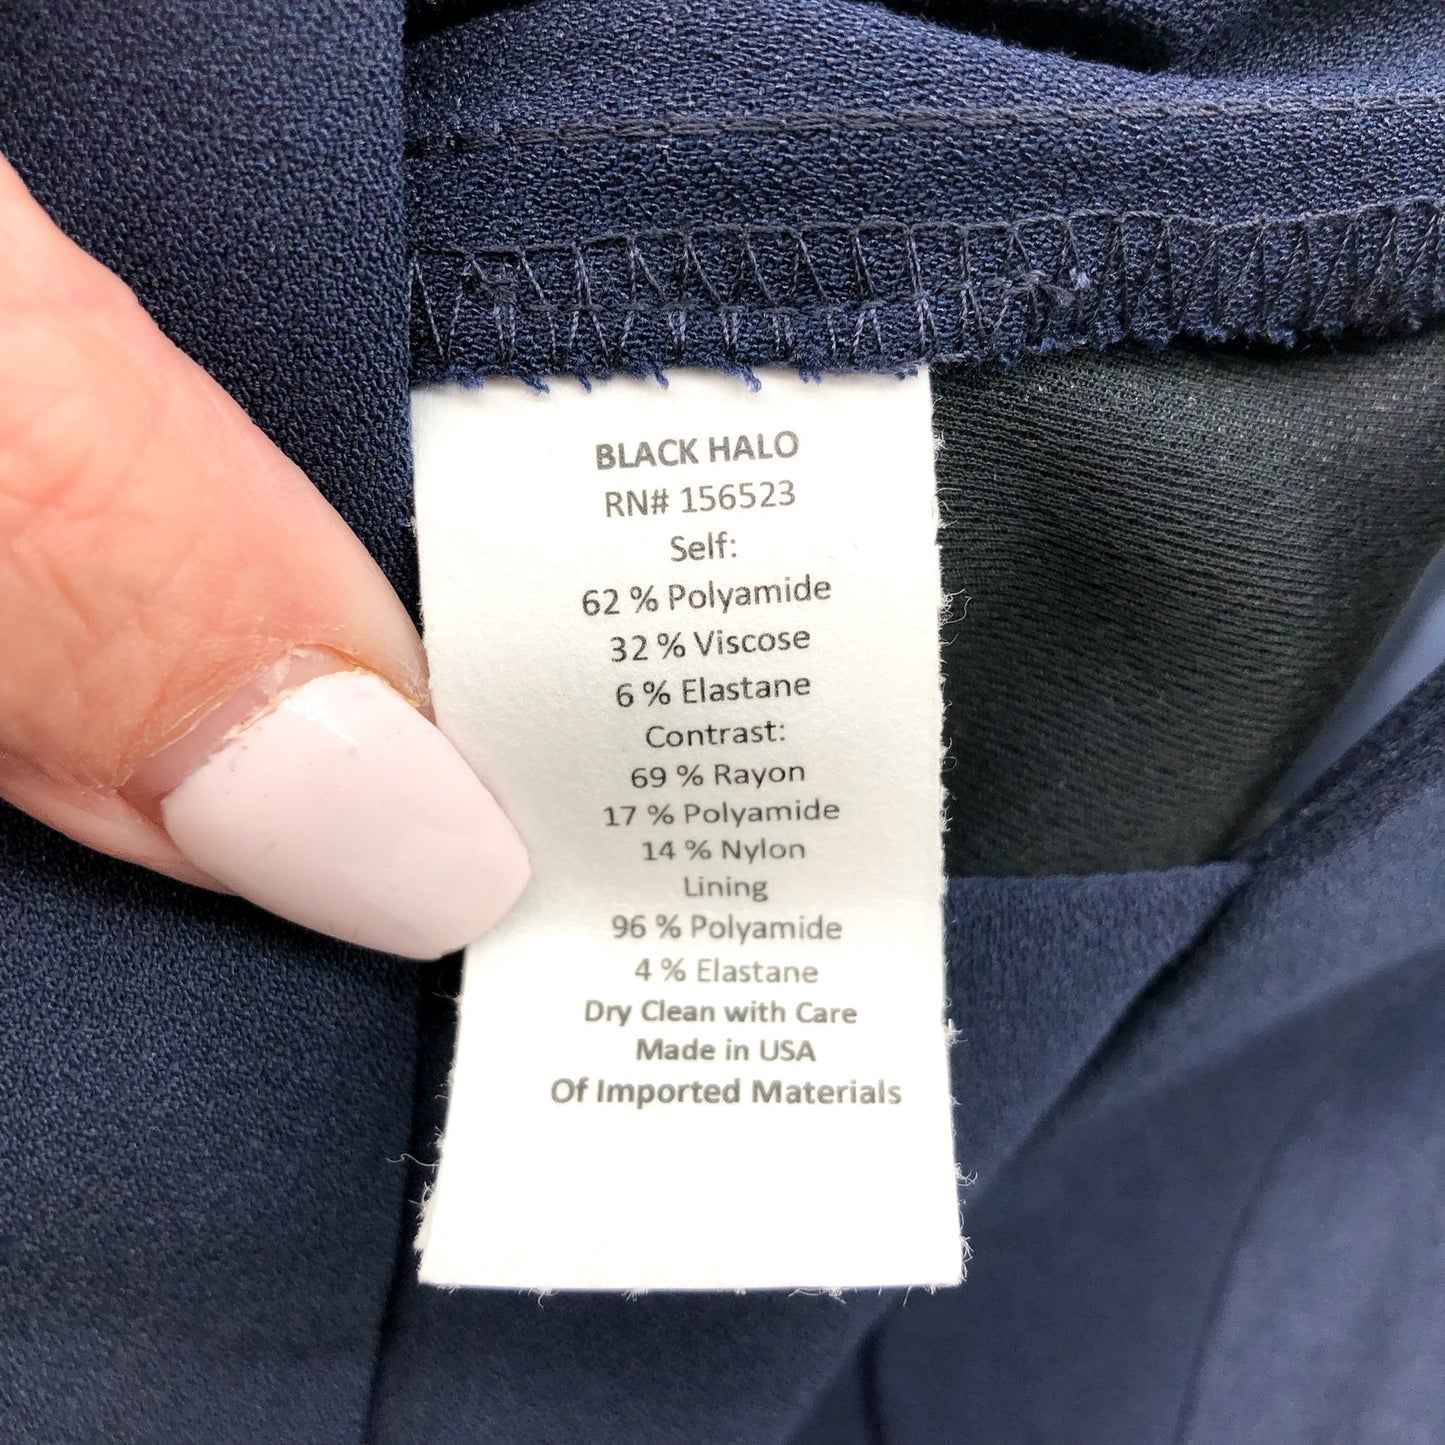 BLACK HALO
RN# 156523
Self:
62 % Polyamide
32 % Viscose
6 % Elastane
Contrast:
69 % Rayon
17 % Polyamide
14 % Nylon
Lining
96 % Polyamide
4 % Elastane
Dry Clean with Care
Made in USA
Of Imported Materials